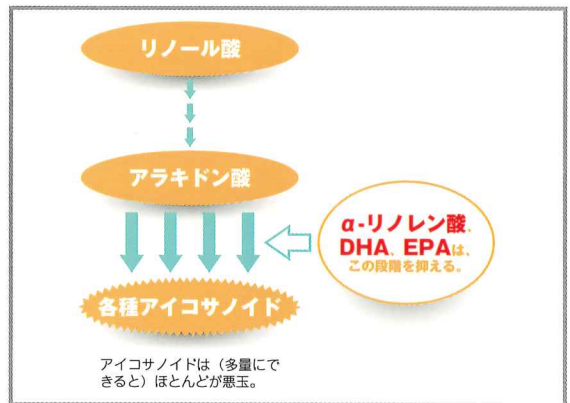 リノール酸
アラキドン酸
α-リノレン酸、
DHA、EPAは、
この段階を抑える。
各種アイコサノイド
アイコサノイドは（多量にで
きると）ほとんどが悪玉。